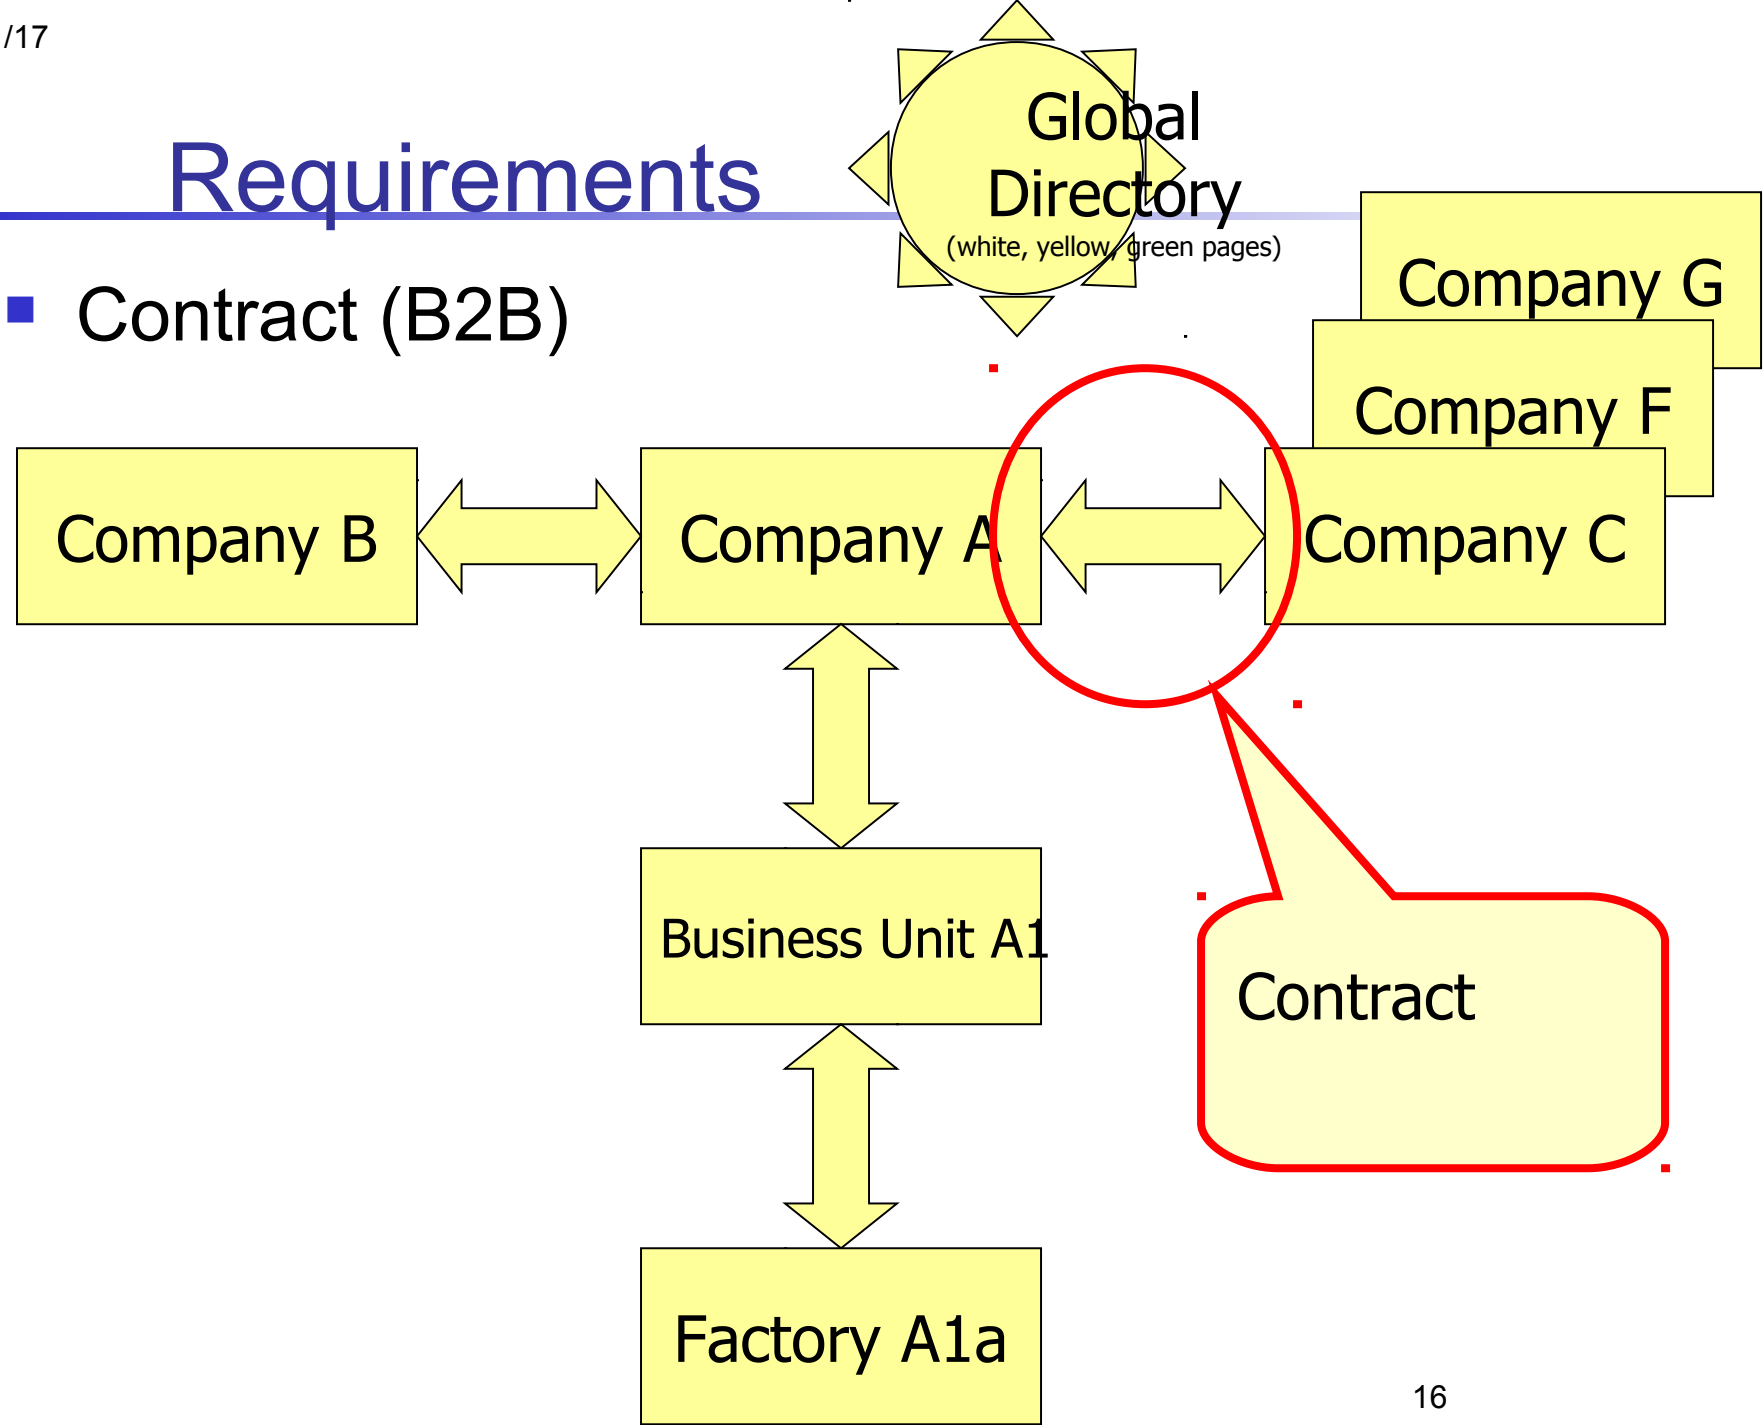 /17
Requirements
Global
Directory
(white, yellow, green pages)
Contract (B2B)
Company G
Company F
Company B
Company A
Company C
Business Unit A1
Contract
Factory A1a
16